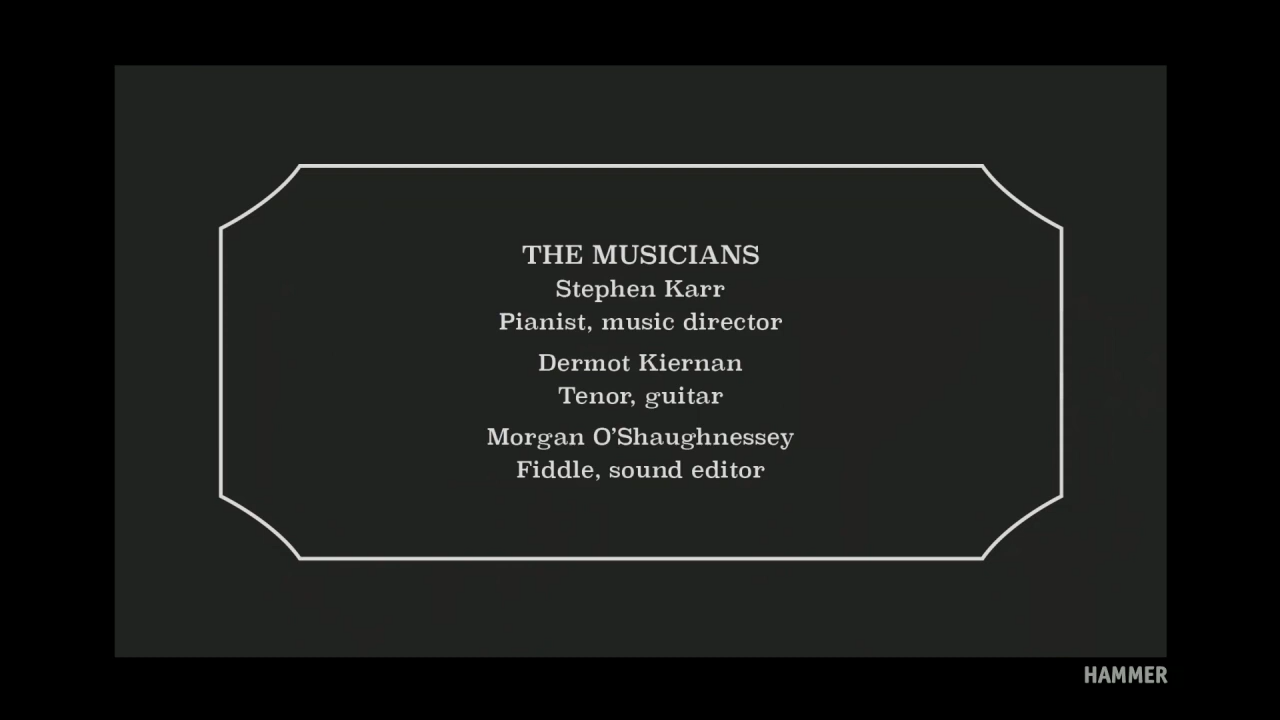 THE MUSICIANS
Stephen Karr
Pianist, music director
Dermot Kiernan
Tenor, guitar
Morgan O’Shaughnessey
Fiddle, sound editor
HAMMER